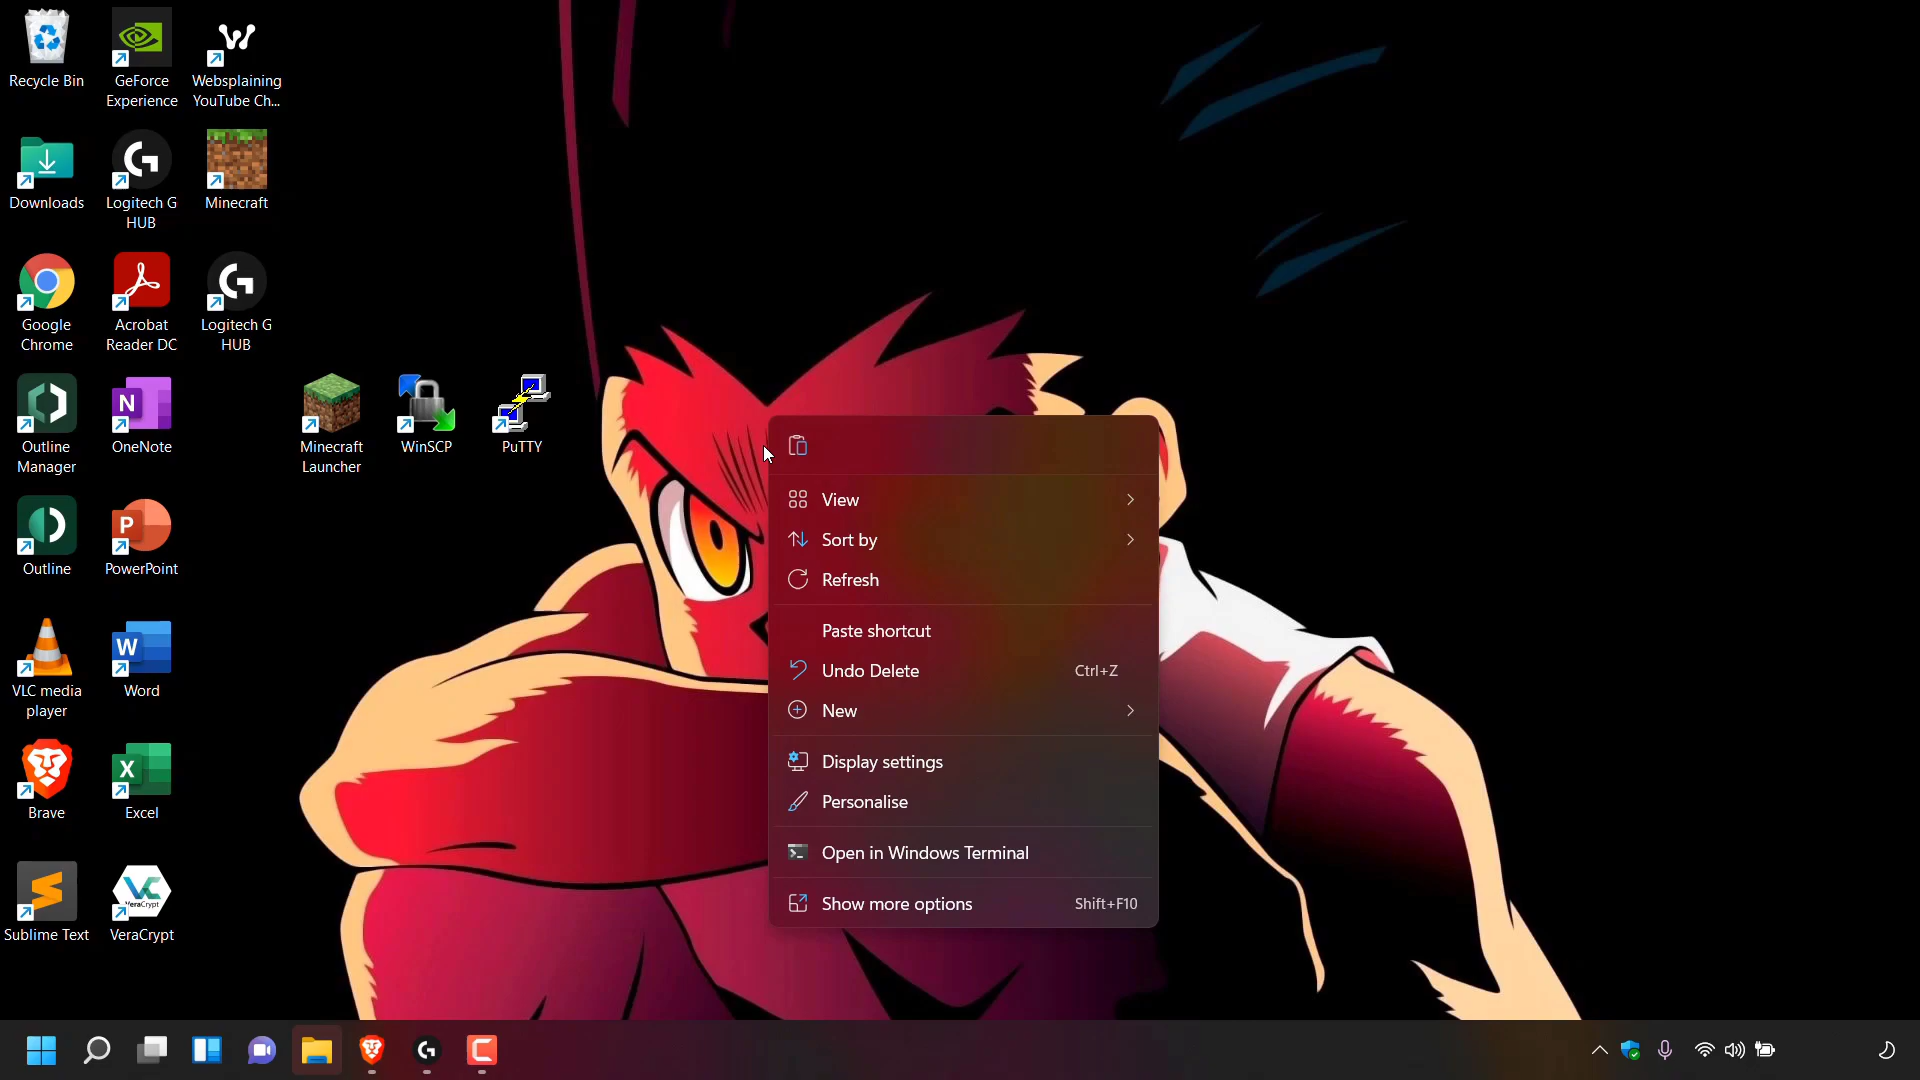 Recycle Bin
GeForce
Experience
Websplaining
YouTube Ch...
Downloads
Logitech G
HUB
Minecraft
Google
Chrome
Acrobat
Reader DC
Logitech G
HUB
Outline
Manager
N
OneNote
Minecraft
Launcher
WinSCP
PuTTY
Outline
P
PowerPoint
VLC media
player
W
Word
Brave
X
Excel
Sublime Text
VC
VeraCrypt
VeraCrypt
View
Sort by
Refresh
Paste shortcut
Undo Delete Ctrl+Z
New
Display settings
Personalise
Open in Windows Terminal
Show more options Shift+F10